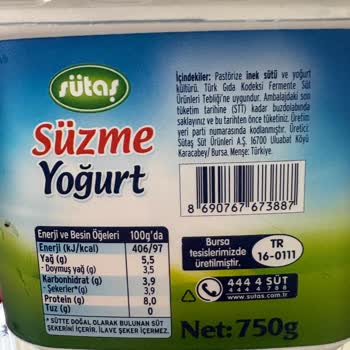 sütaş
Süzme
Yoğurt
İçindekiler: Pastörize inek sütü ve yoğurt
kültürü. Türk Gıda Kodeksi Fermente Süt
Ürünleri Tebliği'ne uygundur. Ambalajdaki son
tüketim tarihine (STT) kadar buzdolabında
saklayınız ve bu tarihten önce tüketiniz. Üretim
yeri parti numarasında kodlanmıştır. Üretici:
Sütaş Süt Ürünleri A.Ş. 16700 Uluabat Köyü
Karacabey/ Bursa. Menşe: Türkiye.
8 690767 673887
Enerji ve Besin Öğeleri 100g'da
Enerji (kJ/kcal) 406/97
Yağ (g) 5,5
- Doymuş yağ (g) 3,5
Karbonhidrat (g) 3,9
- Şekerler*(g) 3,9
Protein (g) 8,0
Tuz (g) 0
* SÜTTE DOĞAL OLARAK BULUNAN SÜT
ŞEKERİNİ İÇERİR. İLAVE ŞEKER İÇERMEZ.
Bursa
tesislerimizde
üretilmiştir.
TR
16-0111
444 4 SÜT
444 4 788
www.sutas.com.tr
Net: 750g